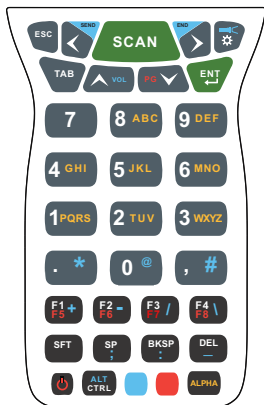 SEND END
ESC SCAN
TAB VOL PG ENT
7 8 ABC 9 DEF
4 GHI 5 JKL 6 MNO
1 PQRS 2 TUV 3 WXYZ
. * 0 @ , #
F1 + F2 - F3 / F4 \
F5 F6 F7 F8
SFT SP ; BKSP : DEL _
ALT CTRL ALPHA